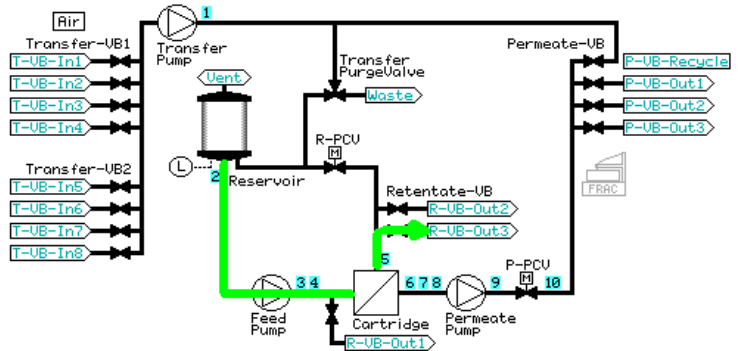 1
Air
Transfer-VB1
Transfer
Pump
Permeate-VB
T-VB-In1
T-VB-In2
T-VB-In3
T-VB-In4
Vent
Transfer
PurgeValve
Waste
P-VB-Recycle
P-VB-Out1
P-VB-Out2
P-VB-Out3
R-PCV
M
L
2
Reservoir
Transfer-VB2
T-VB-In5
T-VB-In6
T-VB-In7
T-VB-In8
Retentate-VB
R-VB-Out2
R-VB-Out3
FRAC
5
P-PCV
M
3 4
6 7 8
9
10
Feed
Pump
Cartridge
Permeate
Pump
R-VB-Out1